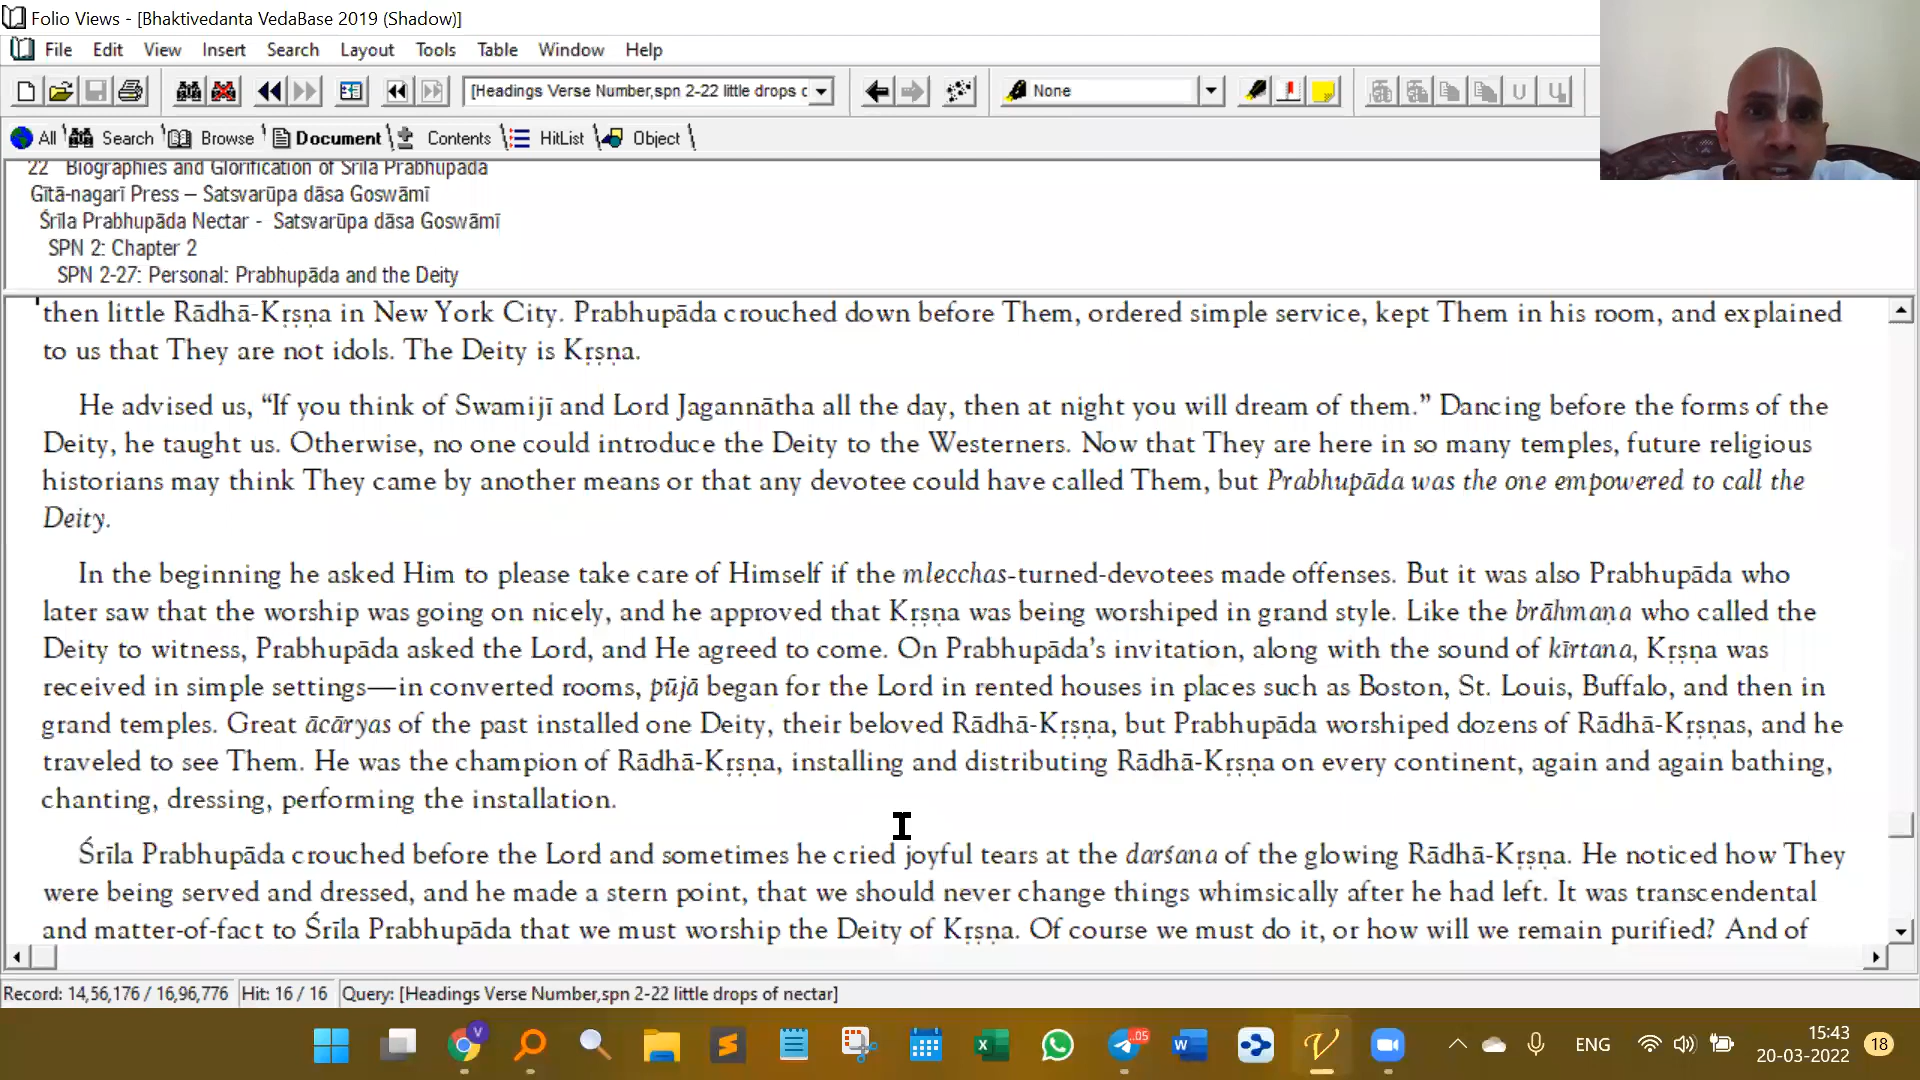 Folio Views - [Bhaktivedanta VedaBase 2019 (Shadow)]
File Edit View Insert Search Layout Tools Table Window Help
[Headings Verse Number,spn 2-22 little drops c
None
All Search Browse Document Contents HitList Object
22 Biographies and Glorification of Śrīla Prabhupāda
Gītā-nagarī Press – Satsvarūpa dāsa Goswāmī
Śrīla Prabhupāda Nectar - Satsvarūpa dāsa Goswāmī
SPN 2: Chapter 2
SPN 2-27: Personal: Prabhupāda and the Deity
then little Rādhā-Kṛṣṇa in New York City. Prabhupāda crouched down before Them, ordered simple service, kept Them in his room, and explained
to us that They are not idols. The Deity is Kṛṣṇa.
He advised us, “If you think of Swamijī and Lord Jagannātha all the day, then at night you will dream of them.” Dancing before the forms of the
Deity, he taught us. Otherwise, no one could introduce the Deity to the Westerners. Now that They are here in so many temples, future religious
historians may think They came by another means or that any devotee could have called Them, but Prabhupāda was the one empowered to call the
Deity.
In the beginning he asked Him to please take care of Himself if the mlecchas-turned-devotees made offenses. But it was also Prabhupāda who
later saw that the worship was going on nicely, and he approved that Kṛṣṇa was being worshiped in grand style. Like the brāhmaṇa who called the
Deity to witness, Prabhupāda asked the Lord, and He agreed to come. On Prabhupāda’s invitation, along with the sound of kīrtana, Kṛṣṇa was
received in simple settings—in converted rooms, pūjā began for the Lord in rented houses in places such as Boston, St. Louis, Buffalo, and then in
grand temples. Great ācāryas of the past installed one Deity, their beloved Rādhā-Kṛṣṇa, but Prabhupāda worshiped dozens of Rādhā-Kṛṣṇas, and he
traveled to see Them. He was the champion of Rādhā-Kṛṣṇa, installing and distributing Rādhā-Kṛṣṇa on every continent, again and again bathing,
chanting, dressing, performing the installation.
Śrīla Prabhupāda crouched before the Lord and sometimes he cried joyful tears at the darśana of the glowing Rādhā-Kṛṣṇa. He noticed how They
were being served and dressed, and he made a stern point, that we should never change things whimsically after he had left. It was transcendental
and matter-of-fact to Śrīla Prabhupāda that we must worship the Deity of Kṛṣṇa. Of course we must do it, or how will we remain purified? And of
Record: 14,56,176 / 16,96,776 Hit: 16 / 16 Query: [Headings Verse Number,spn 2-22 little drops of nectar]
ENG
15:43
20-03-2022
18